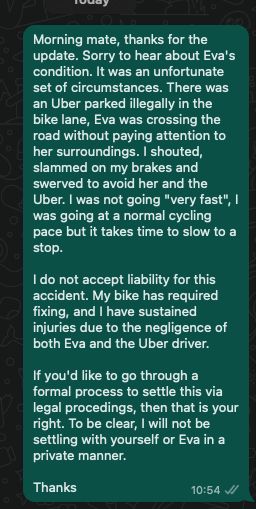 Today
Morning mate, thanks for the
update. Sorry to hear about Eva's
condition. It was an unfortunate
set of circumstances. There was
an Uber parked illegally in the
bike lane, Eva was crossing the
road without paying attention to
her surroundings. I shouted,
slammed on my brakes and
swerved to avoid her and the
Uber. I was not going "very fast", I
was going at a normal cycling
pace but it takes time to slow to a
stop.
I do not accept liability for this
accident. My bike has required
fixing, and I have sustained
injuries due to the negligence of
both Eva and the Uber driver.
If you'd like to go through a
formal process to settle this via
legal procedings, then that is your
right. To be clear, I will not be
settling with yourself or Eva in a
private manner.
Thanks
10:54